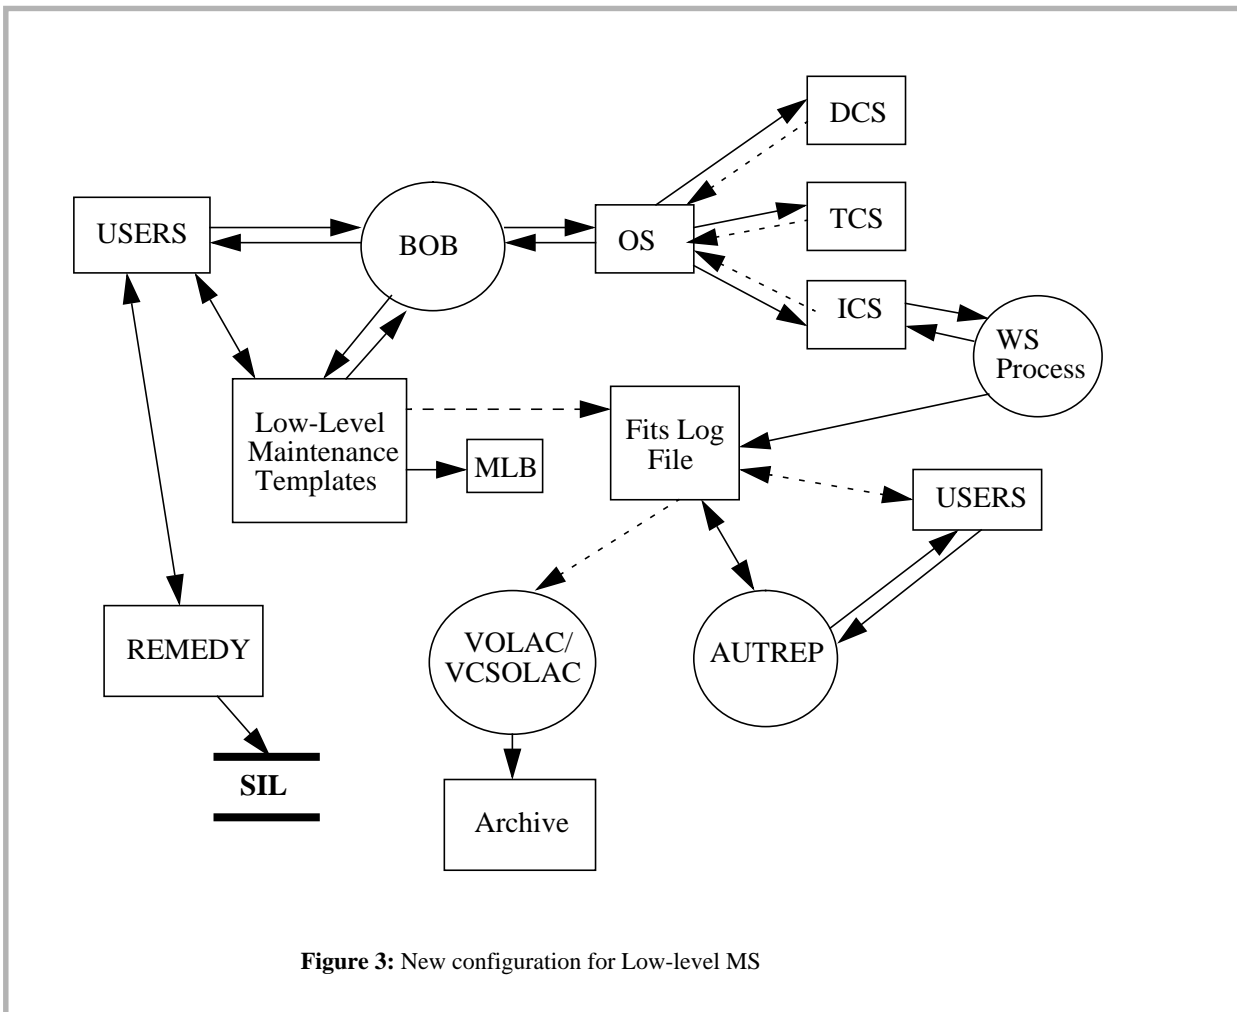 DCS
USERS
BOB
OS
TCS
ICS
WS
Process
Low-Level
Maintenance
Templates
MLB
Fits Log
File
USERS
REMEDY
VOLAC/
VCSOLAC
AUTREP
SIL
Archive
Figure 3: New configuration for Low-level MS